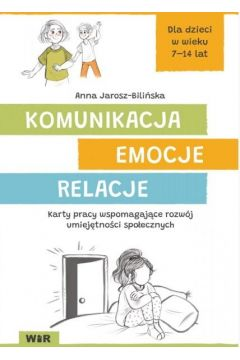 Dla dzieci
w wieku
7–14 lat
Anna Jarosz-Bilińska
KOMUNIKACJA
EMOCJE
RELACJE
Karty pracy wspomagające rozwój
umiejętności społecznych
WIR